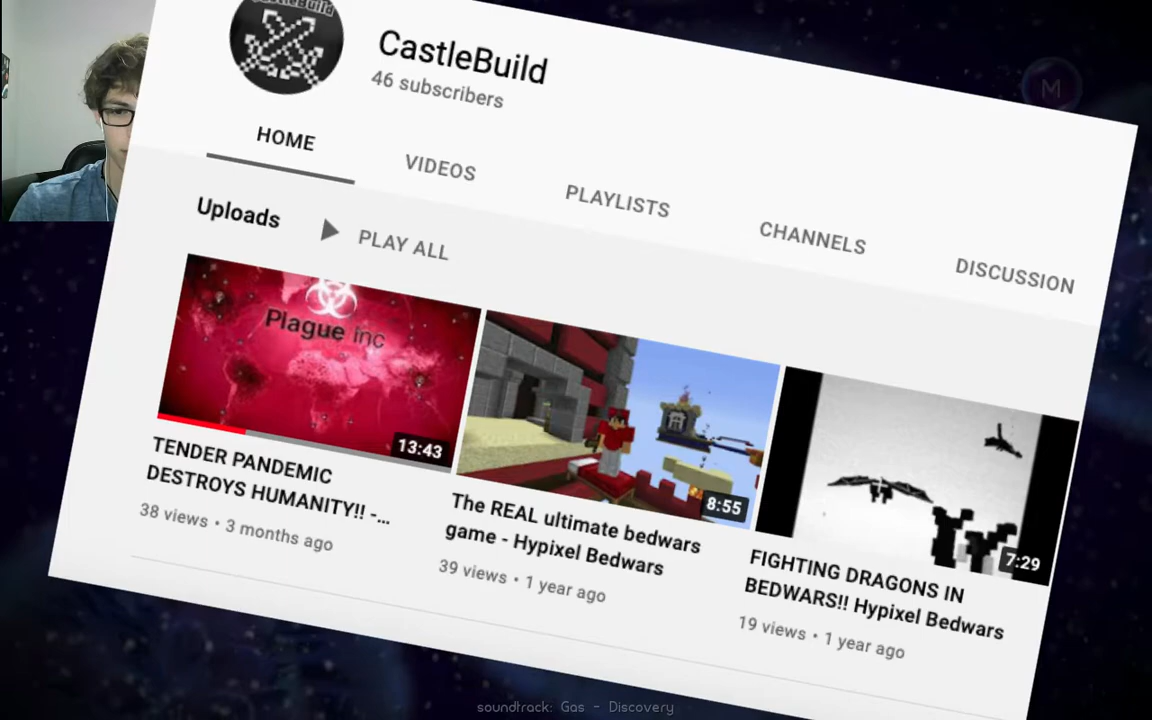 CastleBuild
CastleBuild
46 subscribers
HOME
VIDEOS
PLAYLISTS
CHANNELS
DISCUSSION
Uploads
PLAY ALL
M
Plague Inc
13:43
8:55
7:29
TENDER PANDEMIC
DESTROYS HUMANITY!! -...
38 views • 3 months ago
The REAL ultimate bedwars
game - Hypixel Bedwars
39 views • 1 year ago
FIGHTING DRAGONS IN
BEDWARS!! Hypixel Bedwars
19 views • 1 year ago
soundtrack: Gas - Discovery